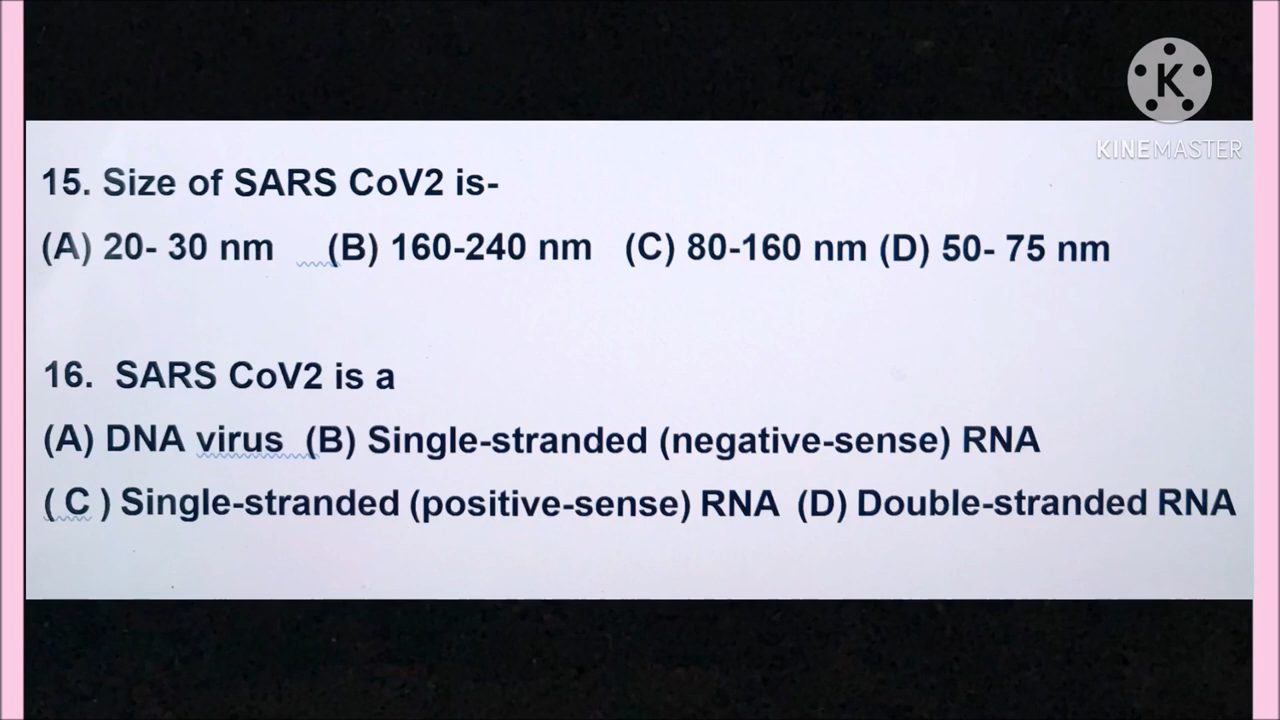 K
KINEMASTER
15. Size of SARS CoV2 is-
(A) 20- 30 nm (B) 160-240 nm (C) 80-160 nm (D) 50- 75 nm
16. SARS CoV2 is a
(A) DNA virus (B) Single-stranded (negative-sense) RNA
( C ) Single-stranded (positive-sense) RNA (D) Double-stranded RNA